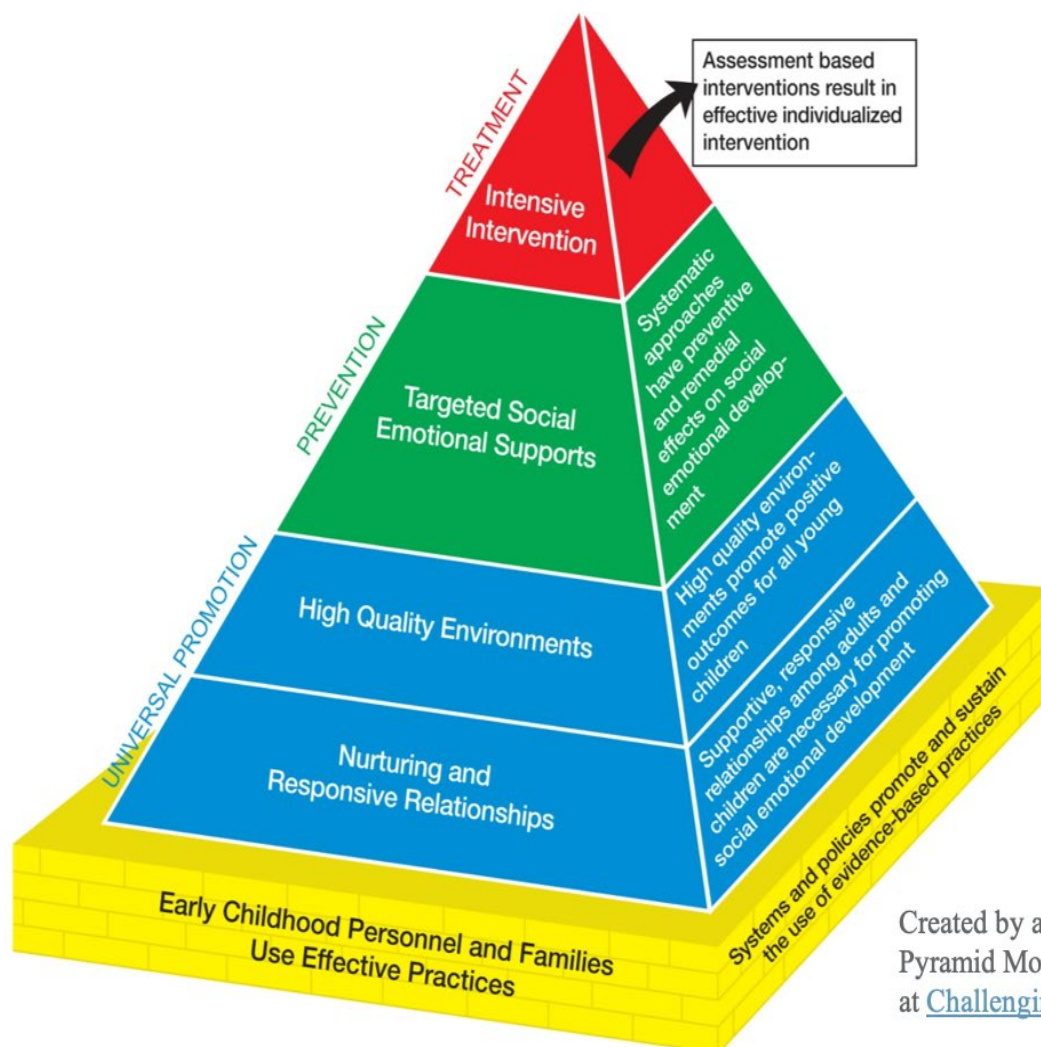 Assessment based
interventions result in
effective individualized
intervention
TREATMENT
Intensive
Intervention
Systematic
approaches
have preventive
and remedial
effects on social
emotional develop-
ment
PREVENTION
Targeted Social
Emotional Supports
High quality environ-
ments promote positive
outcomes for all young
children
UNIVERSAL PROMOTION
High Quality Environments
Supportive, responsive
relationships among adults and
children are necessary for promoting
social emotional development
Nurturing and
Responsive Relationships
Systems and policies promote and sustain
the use of evidence-based practices
Early Childhood Personnel and Families
Use Effective Practices
Created by a
Pyramid Mo
at Challengi